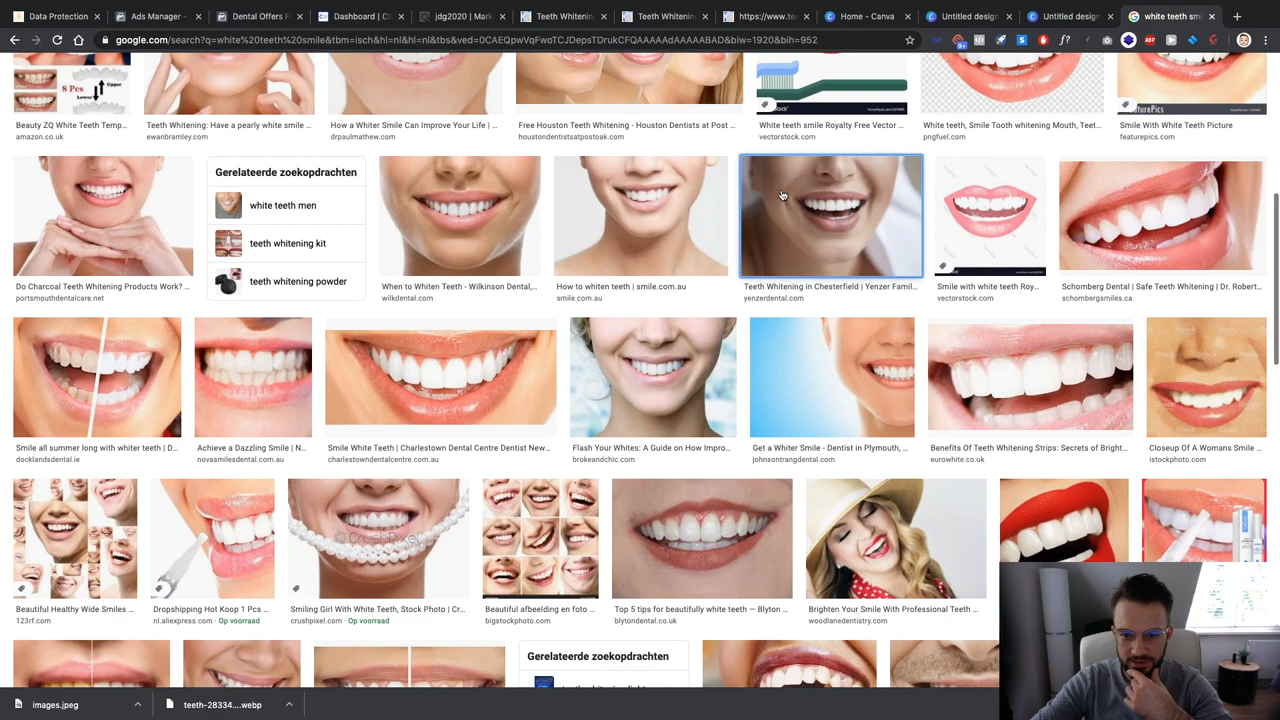 Data Protection
Ads Manager -
Dental Offers F
Dashboard | Cl
jdg2020 | Mark
Teeth Whitening
Teeth Whitening
https://www.te
Home - Canva
Untitled design
Untitled design
white teeth smi
google.com/search?q=white%20teeth%20smile&tbm=isch&hl=nl&hl=nl&tbs&ved=0CAEQpwVqFwoTCJDepsTDrukCFQAAAAAdAAAAABAD&biw=1920&bih=952
8 Pcs
Upper
Lower
Beauty ZQ White Teeth Temp...
amazon.co.uk
Teeth Whitening: Have a pearly white smile ...
ewanbramley.com
How a Whiter Smile Can Improve Your Life | ...
drpaulmathew.com
Free Houston Teeth Whitening - Houston Dentists at Post ...
houstondentistsatpostoak.com
White teeth smile Royalty Free Vector ...
vectorstock.com
White teeth, Smile Tooth whitening Mouth, Teet...
pngfuel.com
Smile With White Teeth Picture
featurepics.com
Do Charcoal Teeth Whitening Products Work? ...
portsmouthdentalcare.net
Gerelateerde zoekopdrachten
white teeth men
teeth whitening kit
teeth whitening powder
When to Whiten Teeth - Wilkinson Dental,...
wilkdental.com
How to whiten teeth | smile.com.au
smile.com.au
Teeth Whitening in Chesterfield | Yenzer Famil...
yenzerdental.com
Smile with white teeth Roy...
vectorstock.com
Schomberg Dental | Safe Teeth Whitening | Dr. Robert...
schombergsmiles.ca
Smile all summer long with whiter teeth | D...
docklandsdental.ie
Achieve a Dazzling Smile | N...
novasmilesdental.com.au
Smile White Teeth | Charlestown Dental Centre Dentist New...
charlestowndentalcentre.com.au
Flash Your Whites: A Guide on How Impro...
brokeandchic.com
Get a Whiter Smile - Dentist in Plymouth, ...
johnsontrangdental.com
Benefits Of Teeth Whitening Strips: Secrets of Bright...
eurowhite.co.uk
Closeup Of A Womans Smile ...
istockphoto.com
CrushPixel
Beautiful Healthy Wide Smiles ...
123rf.com
Dropshipping Hot Koop 1 Pcs ...
nl.aliexpress.com · Op voorraad
Smiling Girl With White Teeth, Stock Photo | Cr...
crushpixel.com · Op voorraad
Beautiful afbeelding en foto ...
bigstockphoto.com
Top 5 tips for beautifully white teeth — Blyton ...
blytondental.co.uk
Brighten Your Smile With Professional Teeth ...
woodlanedentistry.com
Gerelateerde zoekopdrachten
images.jpeg
teeth-28334....webp